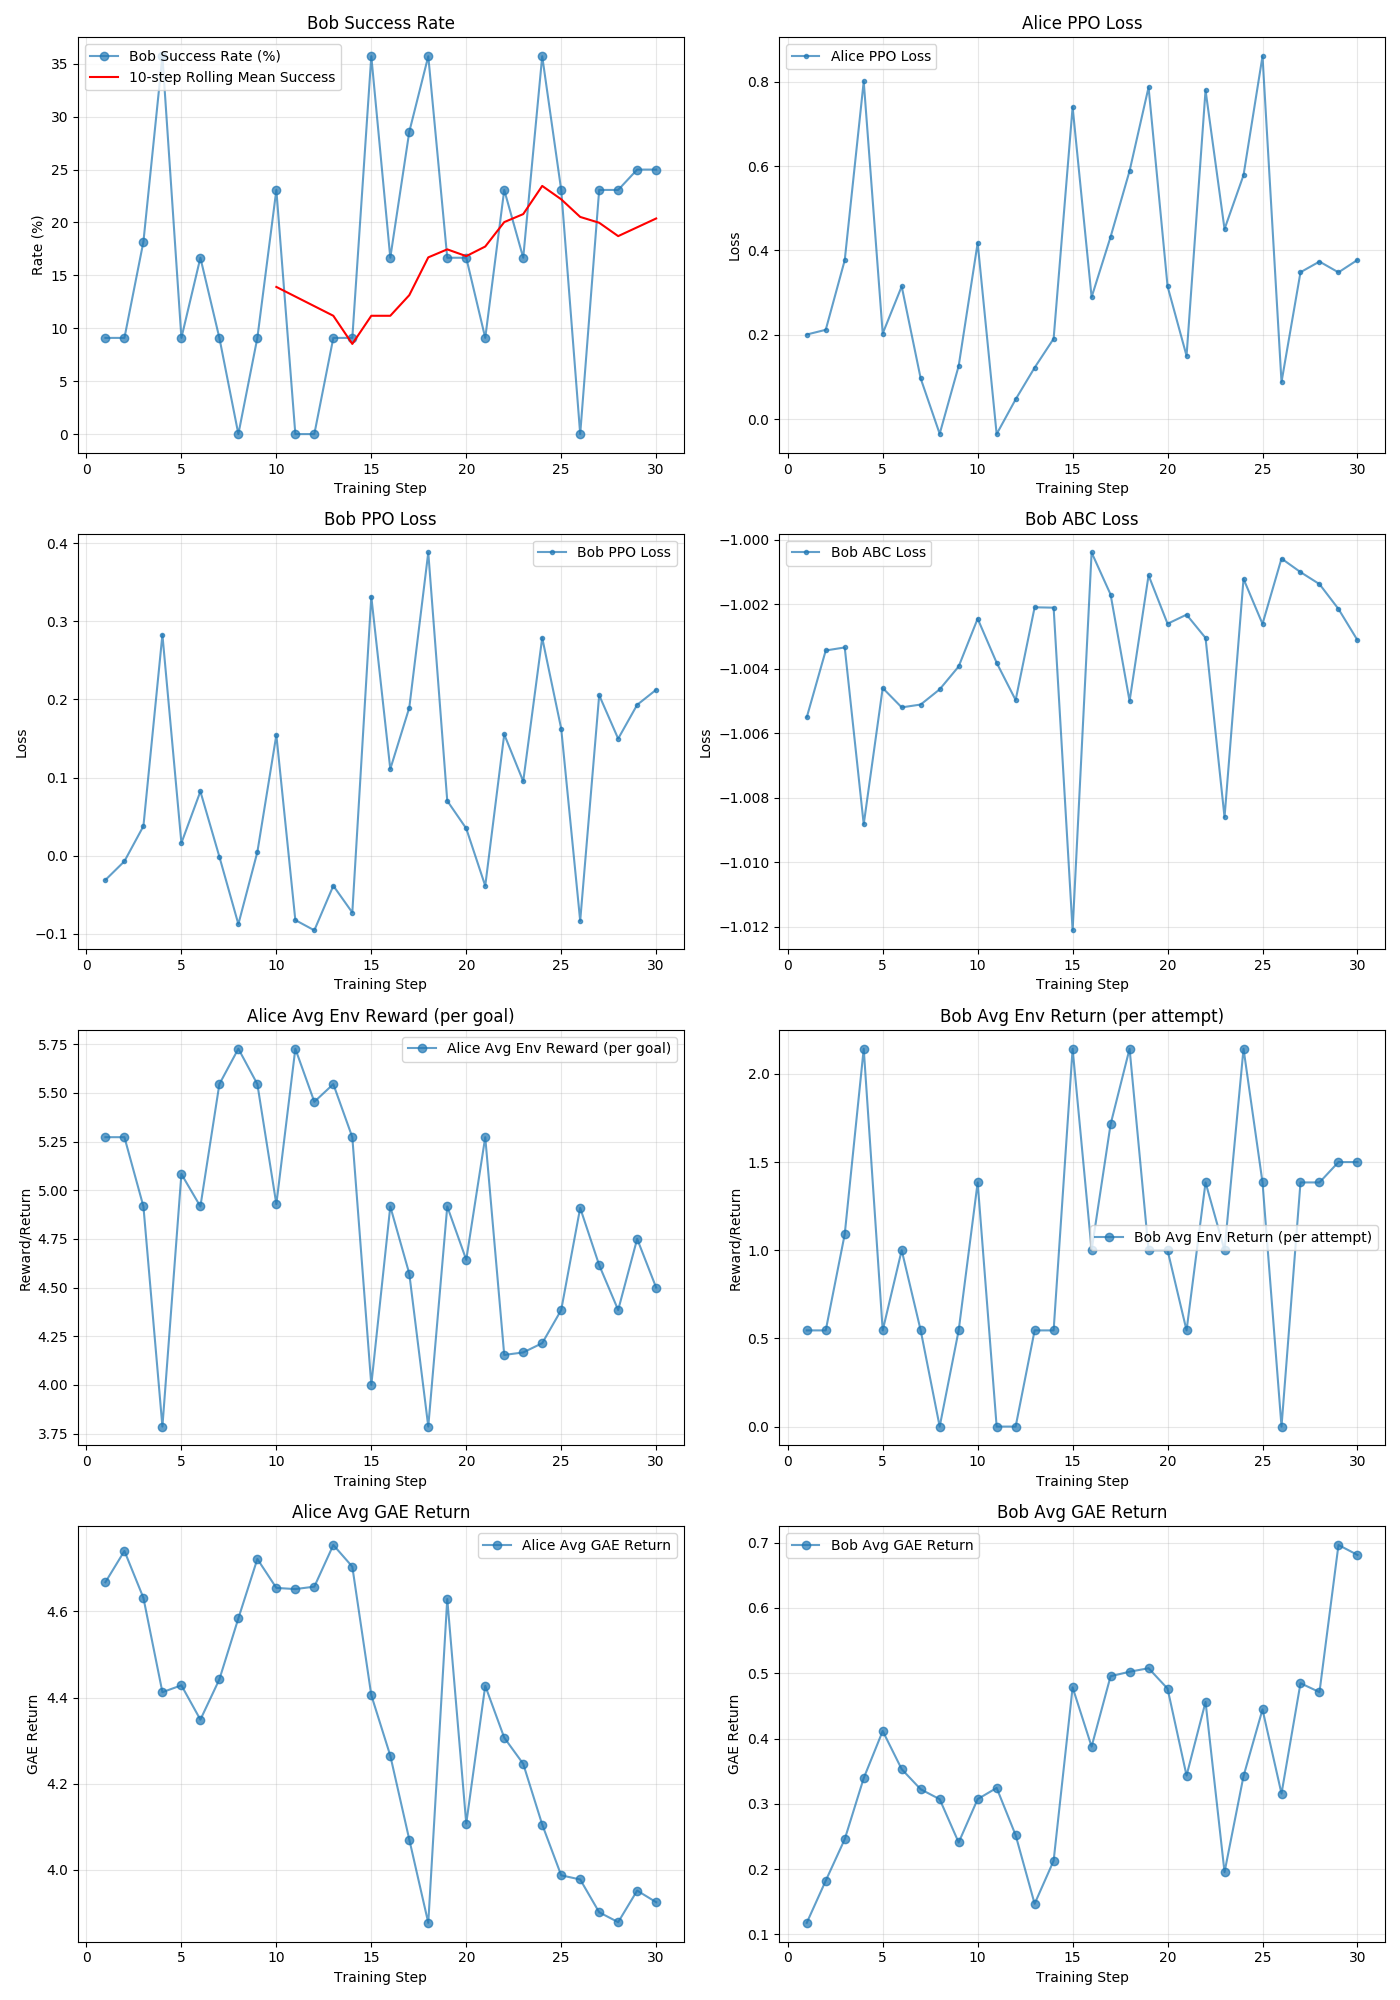 Bob Success Rate
Bob Success Rate (%)
10-step Rolling Mean Success
Rate (%)
35
30
25
20
15
10
5
0
0 5 10 15 20 25 30
Training Step
Alice PPO Loss
Alice PPO Loss
Loss
0.8
0.6
0.4
0.2
0.0
0 5 10 15 20 25 30
Training Step
Bob PPO Loss
Bob PPO Loss
Loss
0.4
0.3
0.2
0.1
0.0
−0.1
0 5 10 15 20 25 30
Training Step
Bob ABC Loss
Bob ABC Loss
Loss
−1.000
−1.002
−1.004
−1.006
−1.008
−1.010
−1.012
0 5 10 15 20 25 30
Training Step
Alice Avg Env Reward (per goal)
Alice Avg Env Reward (per goal)
Reward/Return
5.75
5.50
5.25
5.00
4.75
4.50
4.25
4.00
3.75
0 5 10 15 20 25 30
Training Step
Bob Avg Env Return (per attempt)
Bob Avg Env Return (per attempt)
Reward/Return
2.0
1.5
1.0
0.5
0.0
0 5 10 15 20 25 30
Training Step
Alice Avg GAE Return
Alice Avg GAE Return
GAE Return
4.6
4.4
4.2
4.0
0 5 10 15 20 25 30
Training Step
Bob Avg GAE Return
Bob Avg GAE Return
GAE Return
0.7
0.6
0.5
0.4
0.3
0.2
0.1
0 5 10 15 20 25 30
Training Step